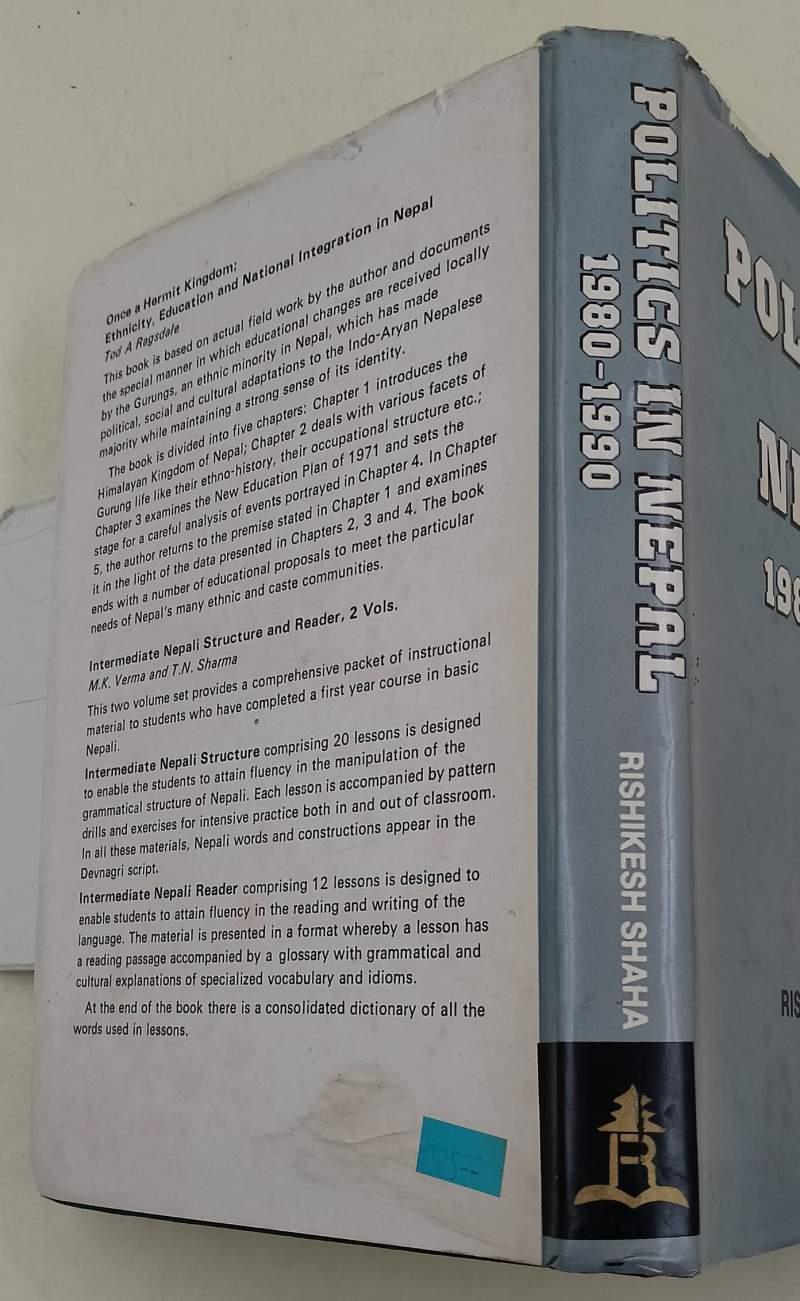 Once a Hermit Kingdom:
Ethnicity, Education and National Integration in Nepal
Tod A Ragsdale
This book is based on actual field work by the author and documents
the special manner in which educational changes are received locally
by the Gurungs, an ethnic minority in Nepal, which has made
political, social and cultural adaptations to the Indo-Aryan Nepalese
majority while maintaining a strong sense of its identity.
The book is divided into five chapters: Chapter 1 introduces the
Himalayan Kingdom of Nepal; Chapter 2 deals with various facets of
Gurung life like their ethno-history, their occupational structure etc.;
Chapter 3 examines the New Education Plan of 1971 and sets the
stage for a careful analysis of events portrayed in Chapter 4. In Chapter
5, the author returns to the premise stated in Chapter 1 and examines
it in the light of the data presented in Chapters 2, 3 and 4. The book
ends with a number of educational proposals to meet the particular
needs of Nepal's many ethnic and caste communities.
Intermediate Nepali Structure and Reader, 2 Vols.
M.K. Verma and T.N. Sharma
This two volume set provides a comprehensive packet of instructional
material to students who have completed a first year course in basic
Nepali.
Intermediate Nepali Structure comprising 20 lessons is designed
to enable the students to attain fluency in the manipulation of the
grammatical structure of Nepali. Each lesson is accompanied by pattern
drills and exercises for intensive practice both in and out of classroom.
In all these materials, Nepali words and constructions appear in the
Devnagri script.
Intermediate Nepali Reader comprising 12 lessons is designed to
enable students to attain fluency in the reading and writing of the
language. The material is presented in a format whereby a lesson has
a reading passage accompanied by a glossary with grammatical and
cultural explanations of specialized vocabulary and idioms.
At the end of the book there is a consolidated dictionary of all the
words used in lessons.
POLITICS IN NEPAL
1980-1990
RISHIKESH SHAHA
R
POL
NE
198
RIS